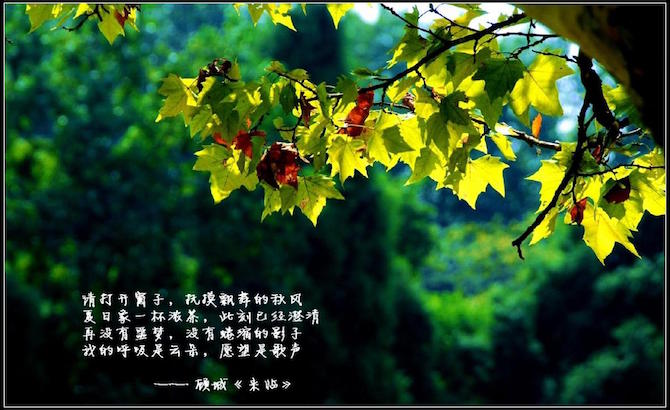 请打开窗子，抚摸飘舞的秋风
夏日象一杯浓茶，此刻已经澄清
再没有噩梦，没有蜷缩的影子
我的呼吸是云朵，愿望是歌声
—— 顾城《来临》